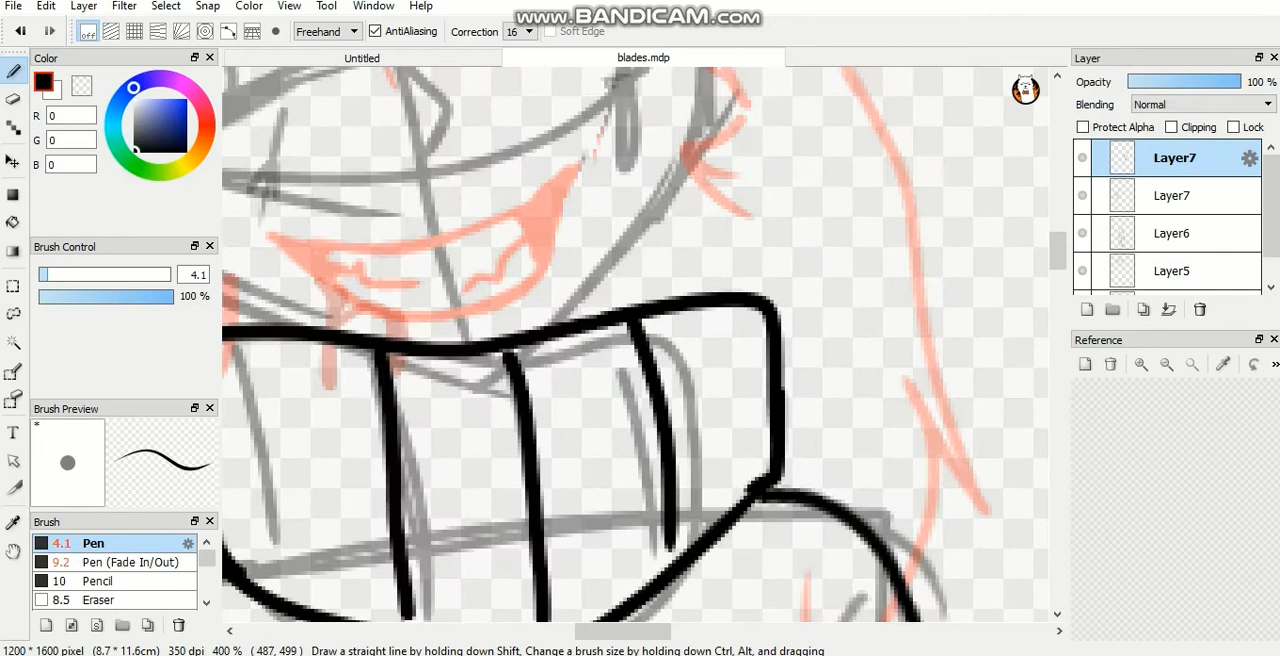 File Edit Layer Filter Select Snap Color View Tool Window Help
www.BANDICAM.com
off Freehand AntiAliasing Correction 16 Soft Edge
Color
Untitled
blades.mdp
Layer
R 0
G 0
B 0
Opacity 100 %
Blending Normal
Protect Alpha Clipping Lock
Layer7
Layer7
Layer6
Layer5
Brush Control
4.1
100 %
Reference
»
Brush Preview
*
Brush
4.1 Pen
9.2 Pen (Fade In/Out)
10 Pencil
8.5 Eraser
1200 * 1600 pixel (8.7 * 11.6cm) 350 dpi 400 % ( 487, 499 ) Draw a straight line by holding down Shift, Change a brush size by holding down Ctrl, Alt, and dragging